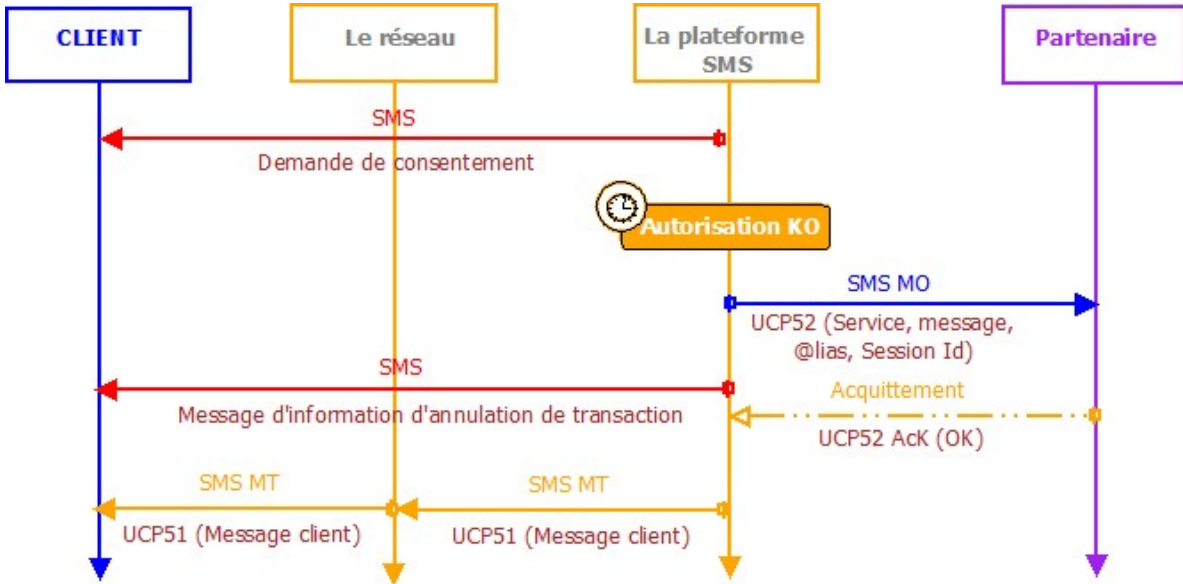 CLIENT
Le réseau
La plateforme
SMS
Partenaire
SMS
Demande de consentement
Autorisation KO
SMS MO
UCP52 (Service, message,
@lias, Session Id)
SMS
Message d'information d'annulation de transaction
Acquittement
UCP52 AcK (OK)
SMS MT
UCP51 (Message client)
SMS MT
UCP51 (Message client)